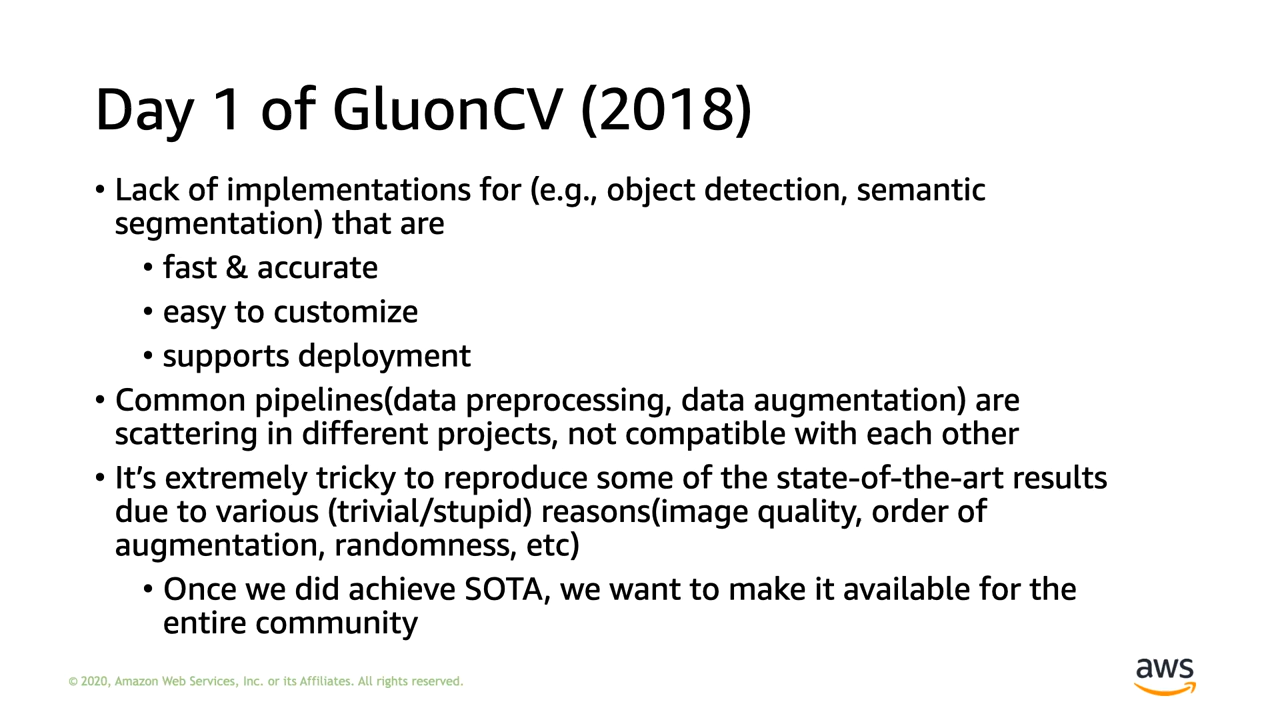 Day 1 of GluonCV (2018)
• Lack of implementations for (e.g., object detection, semantic
segmentation) that are
• fast & accurate
• easy to customize
• supports deployment
• Common pipelines(data preprocessing, data augmentation) are
scattering in different projects, not compatible with each other
• It’s extremely tricky to reproduce some of the state-of-the-art results
due to various (trivial/stupid) reasons(image quality, order of
augmentation, randomness, etc)
• Once we did achieve SOTA, we want to make it available for the
entire community
© 2020, Amazon Web Services, Inc. or its Affiliates. All rights reserved.
aws